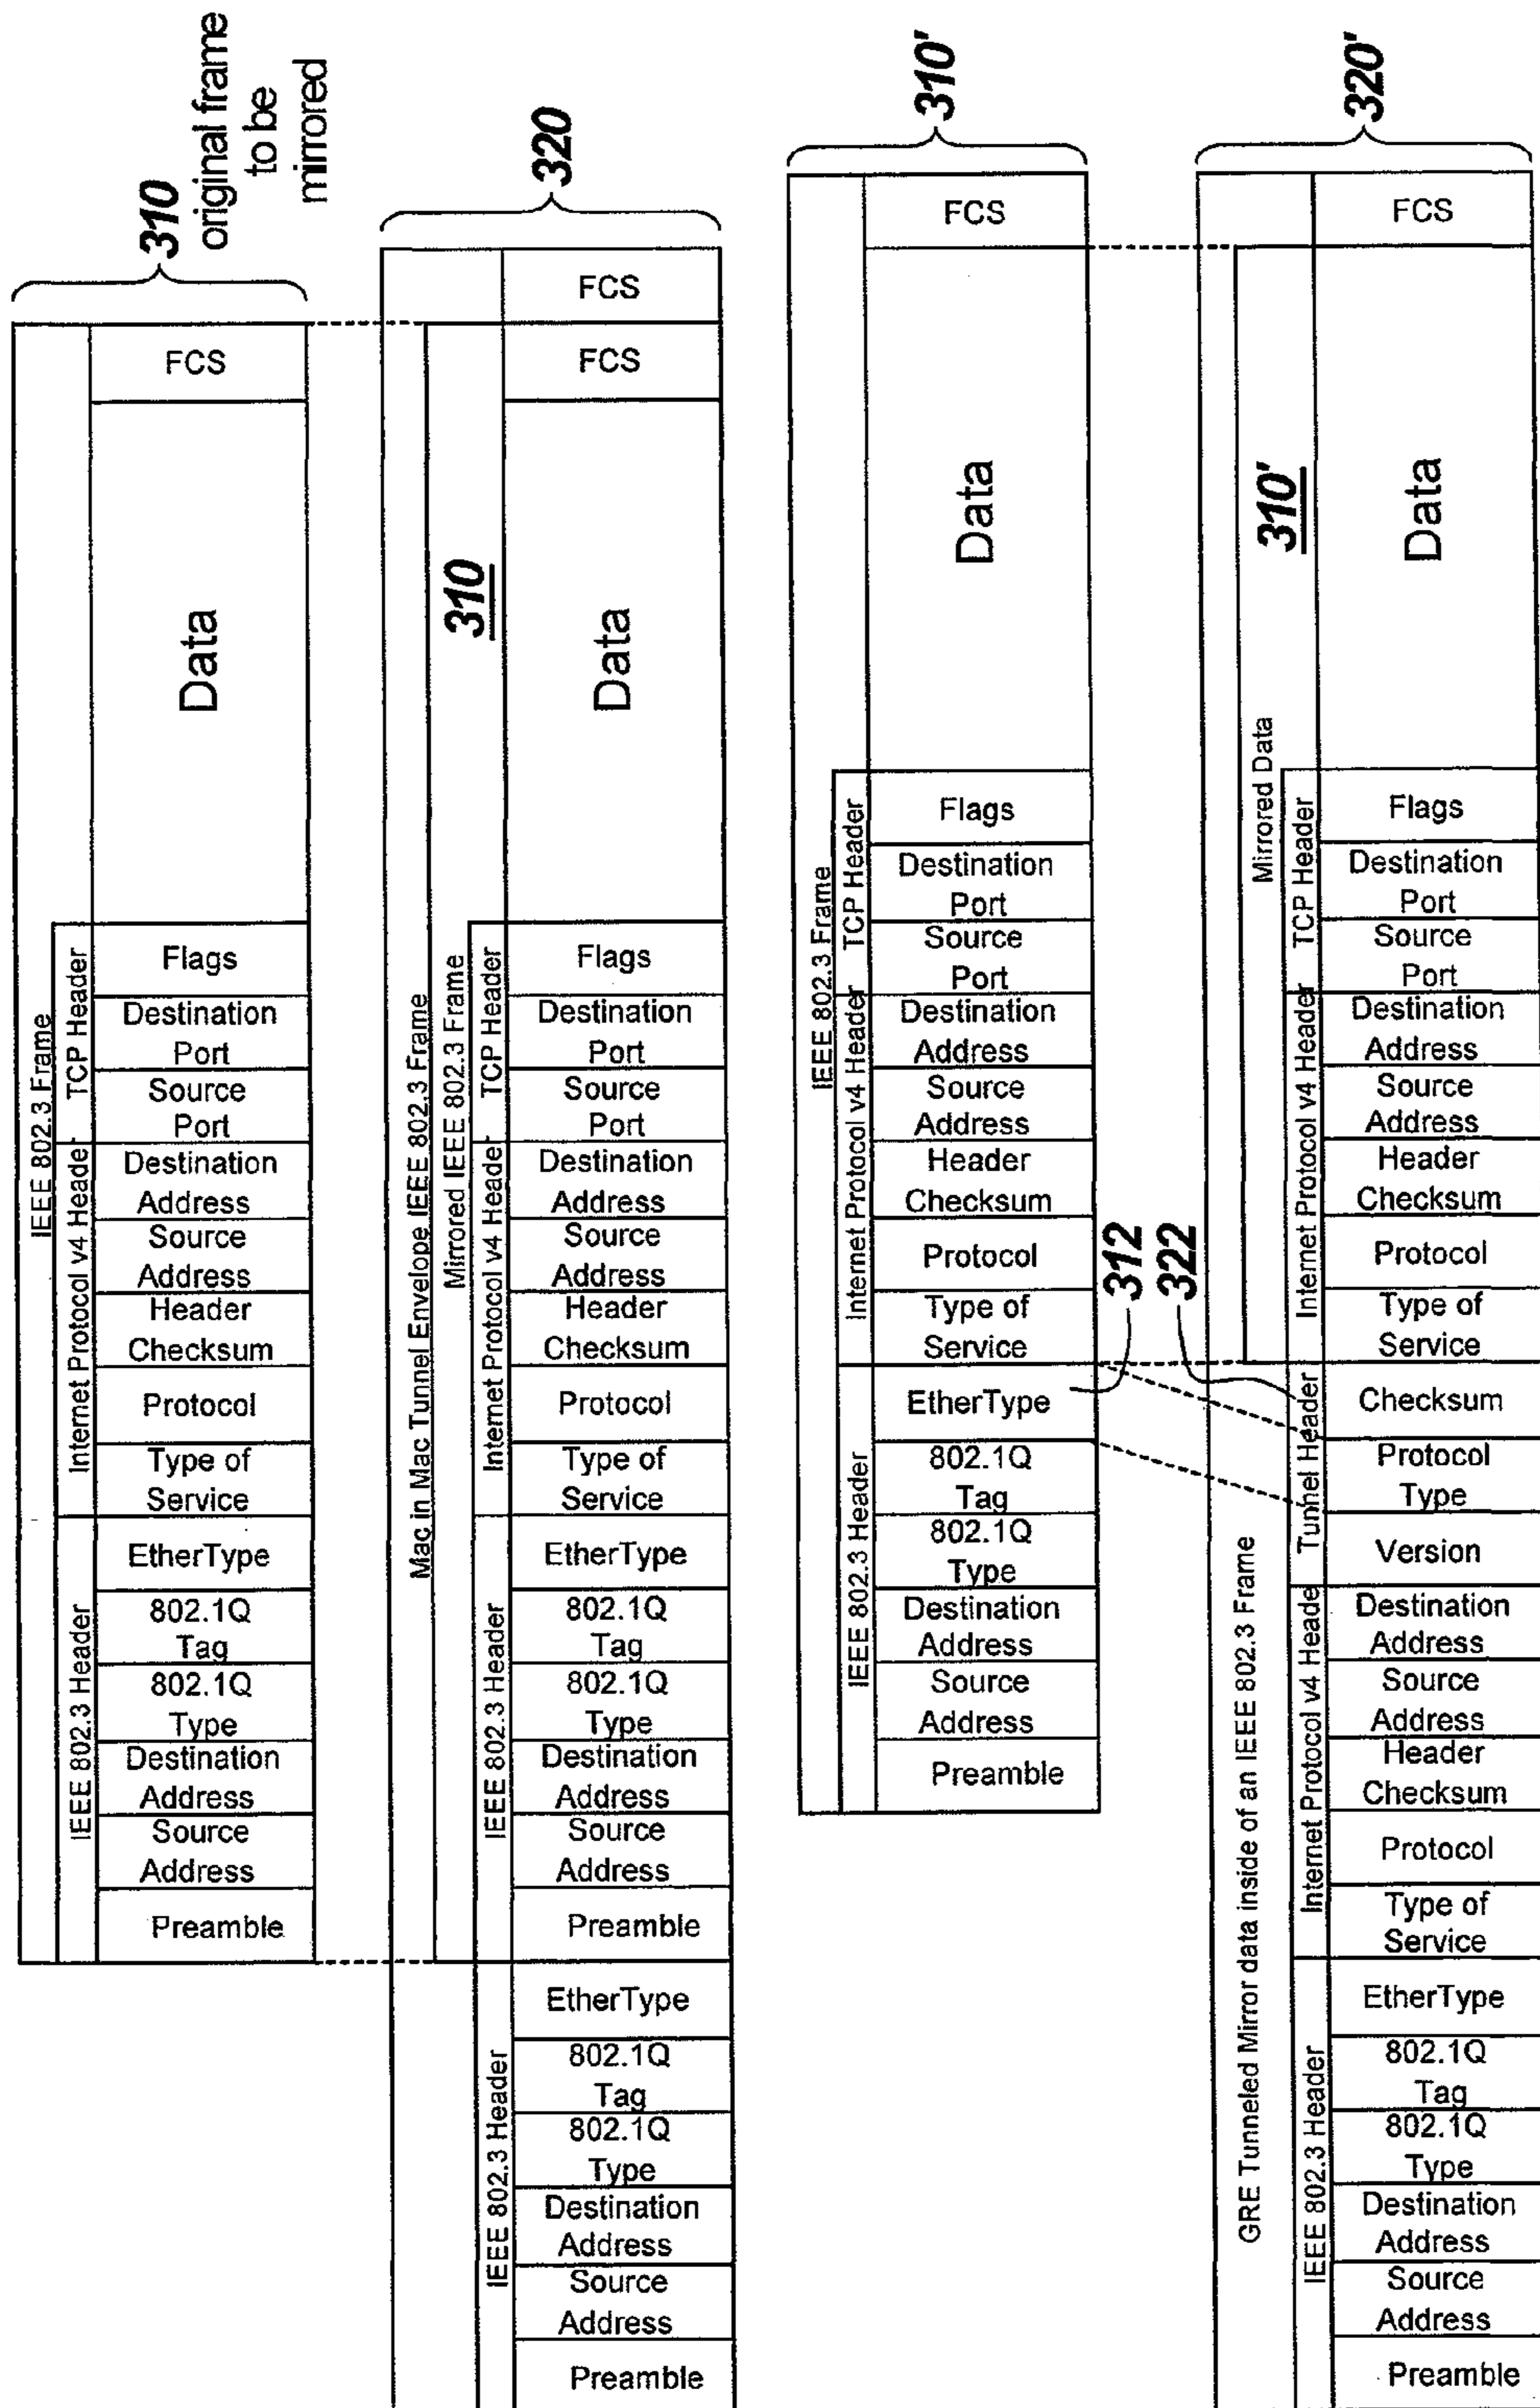 310
original frame
to be
mirrored
IEEE 802.3 Frame
IEEE 802.3 Header
Internet Protocol v4 Header
TCP Header
Preamble
Source
Address
Destination
Address
802.1Q
Type
802.1Q
Tag
EtherType
Type of
Service
Protocol
Header
Checksum
Source
Address
Destination
Address
Source
Port
Destination
Port
Flags
Data
FCS
320
Mac in Mac Tunnel Envelope IEEE 802.3 Frame
Mirrored IEEE 802.3 Frame
310
IEEE 802.3 Header
IEEE 802.3 Header
Internet Protocol v4 Header
TCP Header
Preamble
Source
Address
Destination
Address
802.1Q
Type
802.1Q
Tag
EtherType
Preamble
Source
Address
Destination
Address
802.1Q
Type
802.1Q
Tag
EtherType
Type of
Service
Protocol
Header
Checksum
Source
Address
Destination
Address
Source
Port
Destination
Port
Flags
Data
FCS
FCS
310'
IEEE 802.3 Frame
IEEE 802.3 Header
Internet Protocol v4 Header
TCP Header
Preamble
Source
Address
Destination
Address
802.1Q
Type
802.1Q
Tag
EtherType
Type of
Service
Protocol
Header
Checksum
Source
Address
Destination
Address
Source
Port
Destination
Port
Flags
Data
FCS
312
322
320'
GRE Tunneled Mirror data inside of an IEEE 802.3 Frame
Mirrored Data
310'
IEEE 802.3 Header
Internet Protocol v4 Heade
Tunnel Header
Internet Protocol v4 Header
TCP Header
Preamble
Source
Address
Destination
Address
802.1Q
Type
802.1Q
Tag
EtherType
Type of
Service
Protocol
Header
Checksum
Source
Address
Destination
Address
Version
Protocol
Type
Checksum
Type of
Service
Protocol
Header
Checksum
Source
Address
Destination
Address
Source
Port
Destination
Port
Flags
Data
FCS